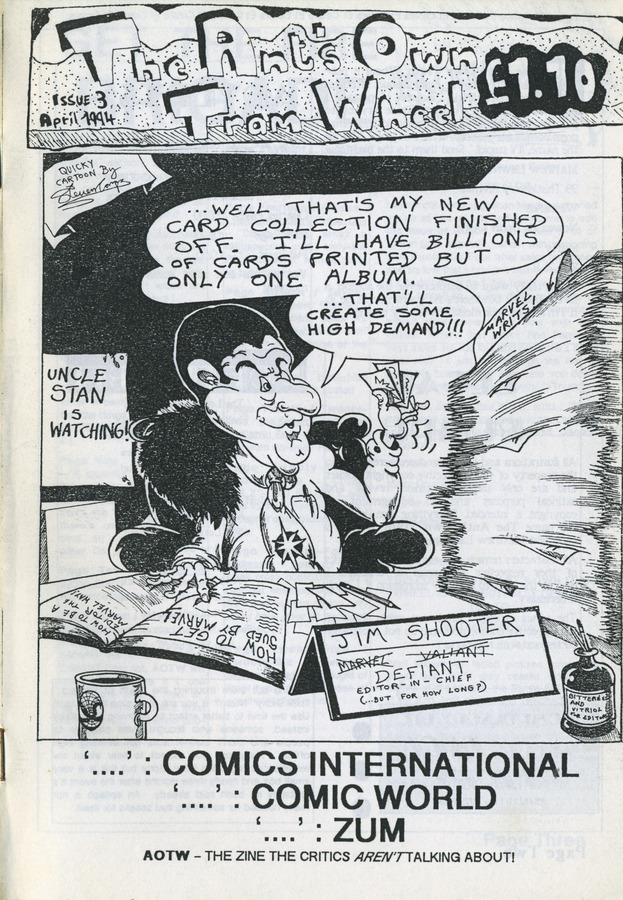 The Ant's Own
Tram Wheel
£1.10
ISSUE 3
April 1994
QUICKY
CARTOON By
...WELL THAT'S MY NEW
CARD COLLECTION FINISHED
OFF. I'LL HAVE BILLIONS
OF CARDS PRINTED BUT
ONLY ONE ALBUM.
...THAT'LL
CREATE SOME
HIGH DEMAND!!!
MARVEL
WRITS!
UNCLE
STAN
IS
WATCHING!
HOW TO BE A
EDITOR THE
MARVEL WAY
HOW TO GET
SUED BY MARVEL
JIM SHOOTER
MARVEL VALIANT
DEFIANT
EDITOR-IN-CHIEF
(...BUT FOR HOW LONG?)
AND
VITRIOL
'....' : COMICS INTERNATIONAL
'....' : COMIC WORLD
'....' : ZUM
AOTW – THE ZINE THE CRITICS AREN'T TALKING ABOUT!